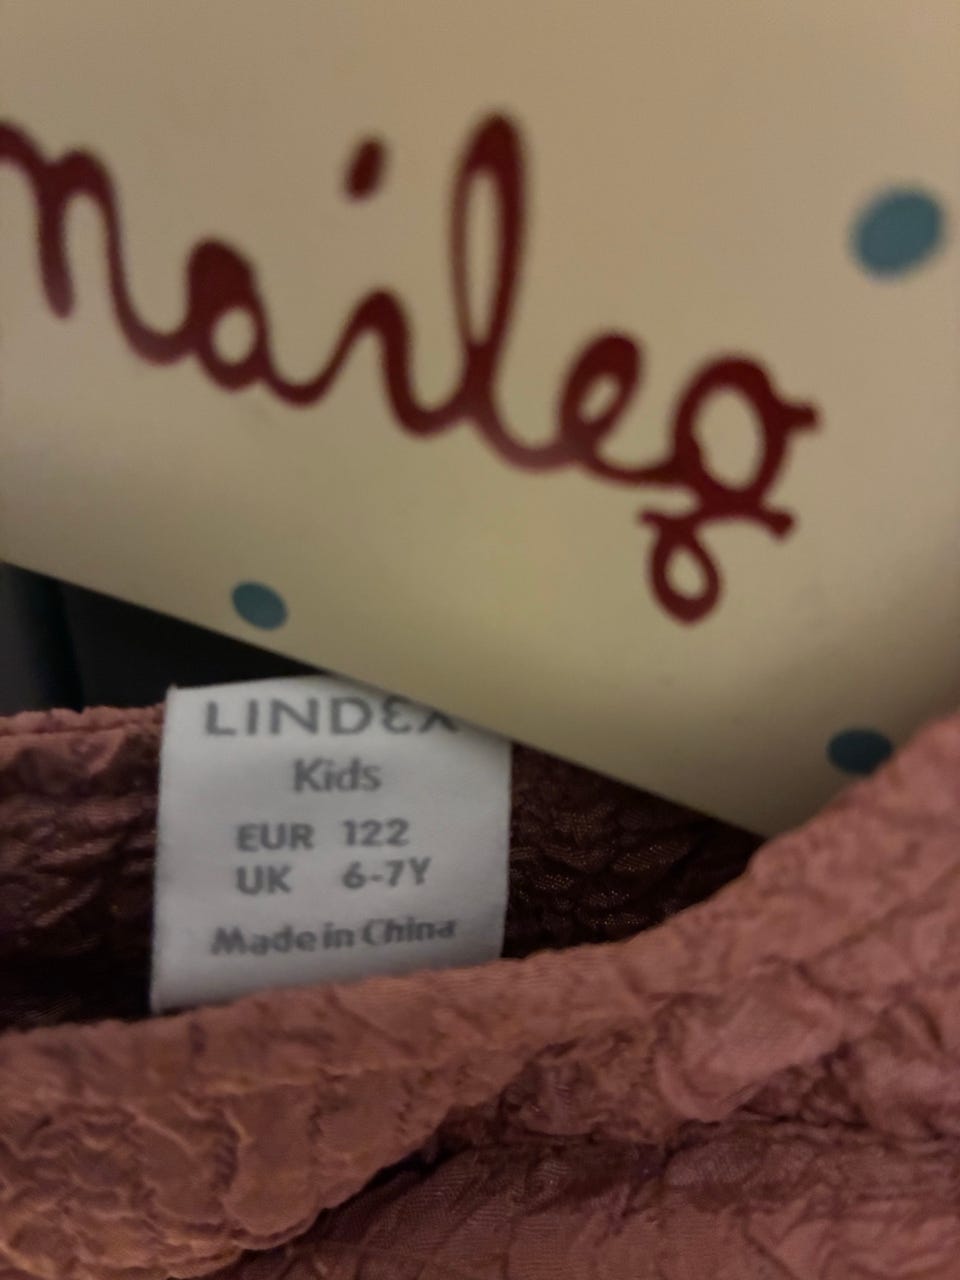 maileg
LINDEX
Kids
EUR 122
UK 6-7Y
Made in China